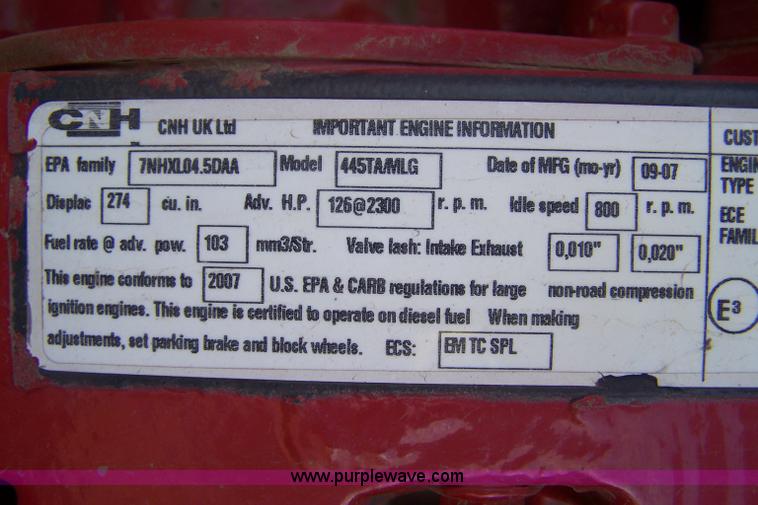 CNH CNH UK Ltd IMPORTANT ENGINE INFORMATION
EPA family 7NHXL04.5DAA Model 445TA/MLG Date of MFG (mo-yr) 09-07
Displac 274 cu. in. Adv. H.P. 126@2300 r. p. m. Idle speed 800 r. p. m.
Fuel rate @ adv. pow. 103 mm3/Str. Valve lash: Intake Exhaust 0,010" 0,020"
This engine conforms to 2007 U.S. EPA & CARB regulations for large non-road compression
ignition engines. This engine is certified to operate on diesel fuel When making
adjustments, set parking brake and block wheels. ECS: EM TC SPL
CUST
ENGIN
TYPE
ECE
FAMIL
E3
www.purplewave.com